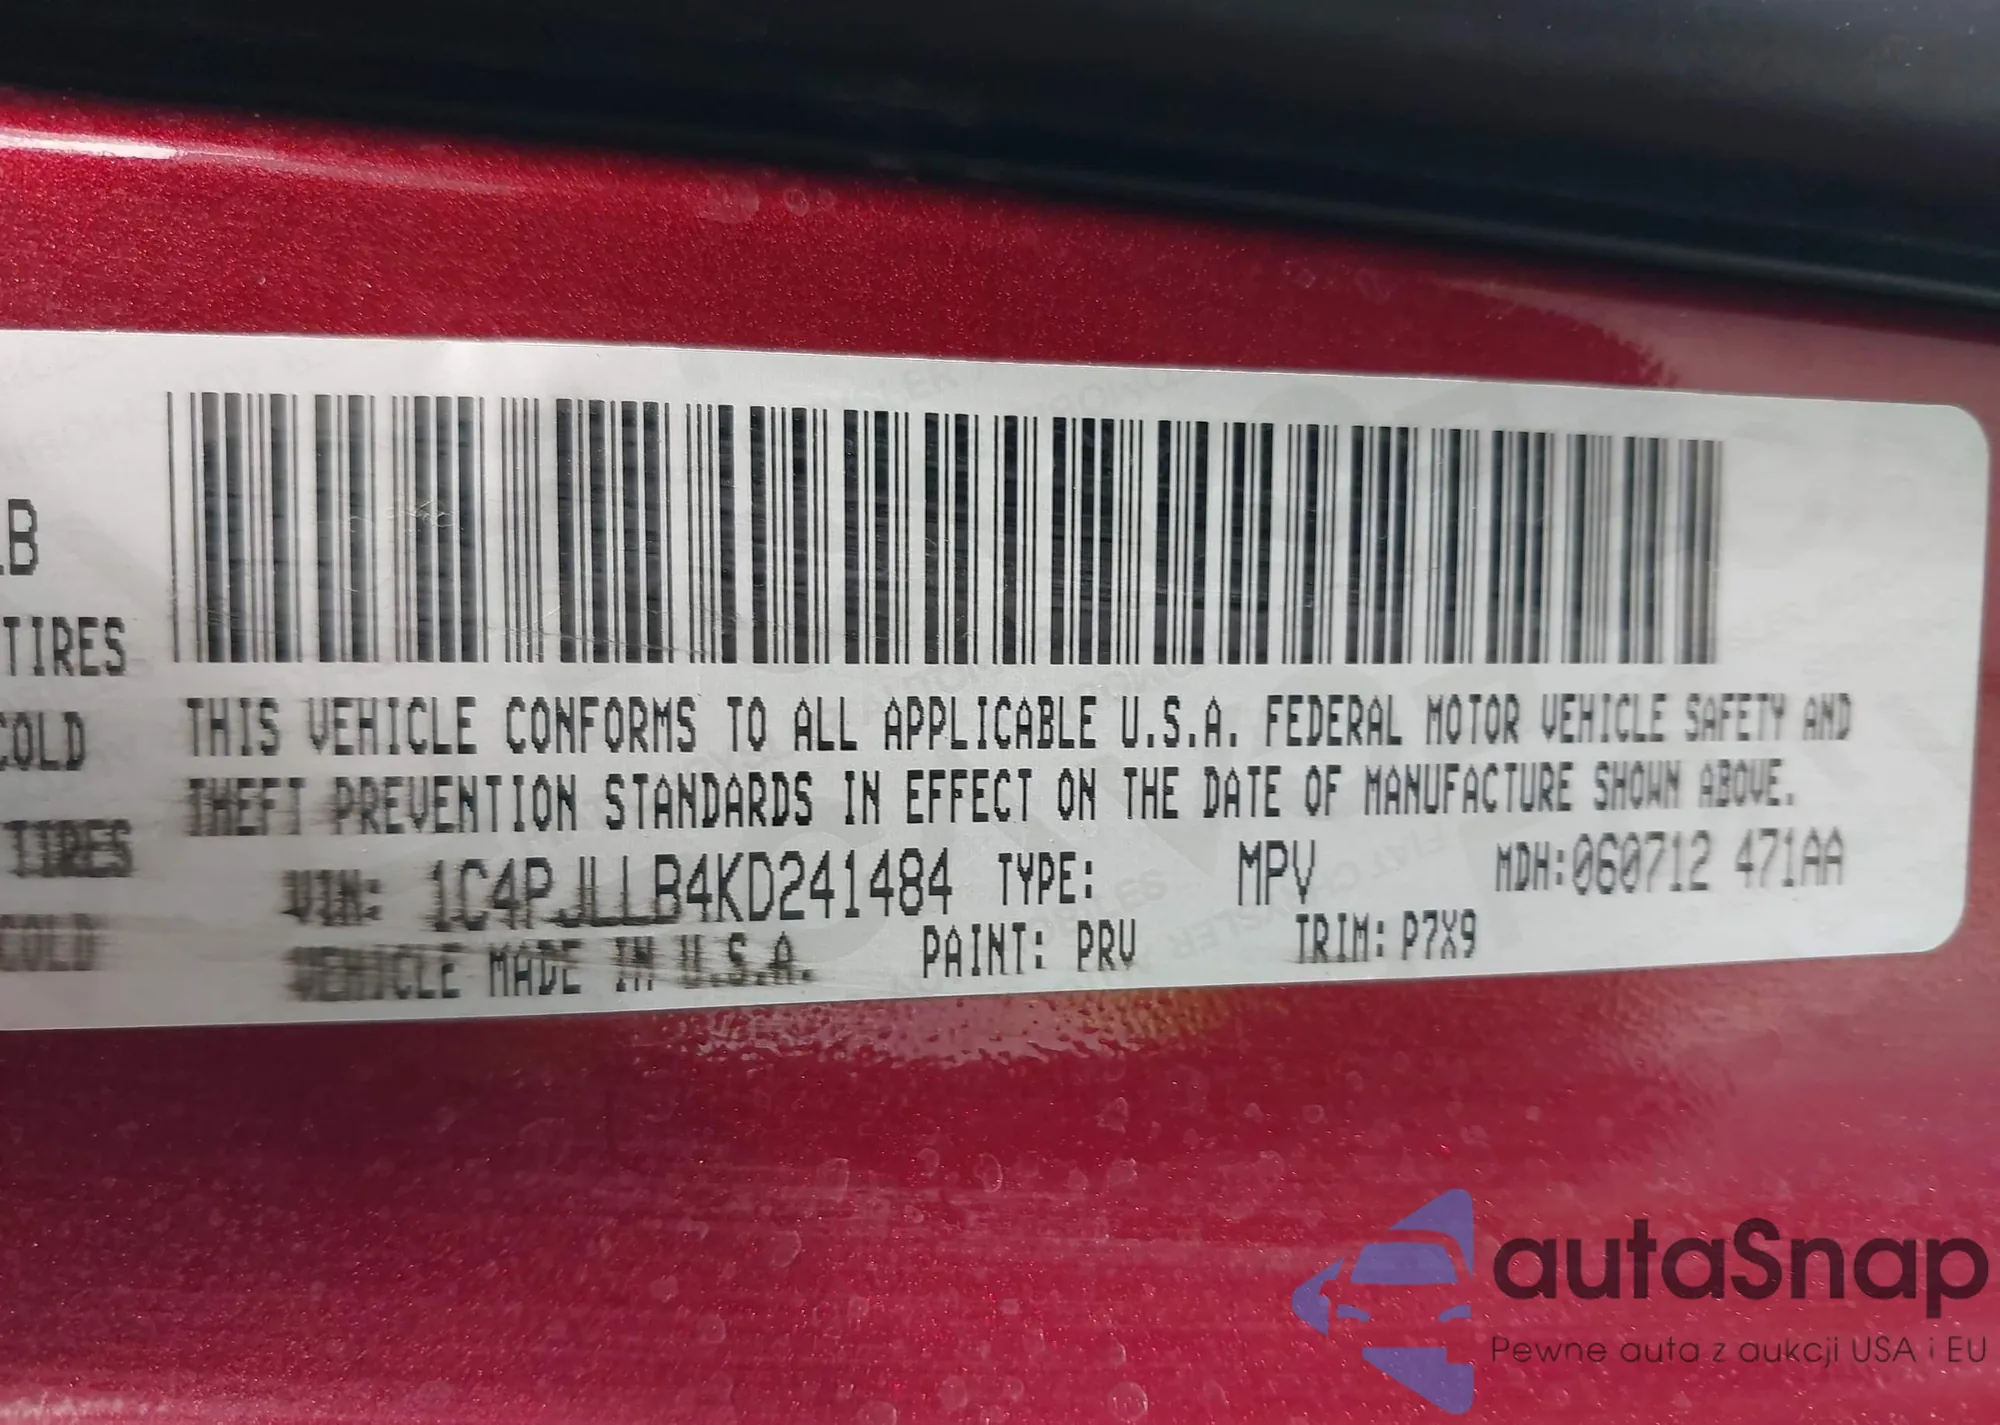 LB
TIRES
COLD
TIRES
COLD
THIS VEHICLE CONFORMS TO ALL APPLICABLE U.S.A. FEDERAL MOTOR VEHICLE SAFETY AND
THEFT PREVENTION STANDARDS IN EFFECT ON THE DATE OF MANUFACTURE SHOWN ABOVE.
VIN: 1C4PJLLB4KD241484 TYPE: MPV MDH:060712 471AA
VEHICLE MADE IN U.S.A. PAINT: PRV TRIM: P7X9
autaSnap
Pewne auta z aukcji USA i EU